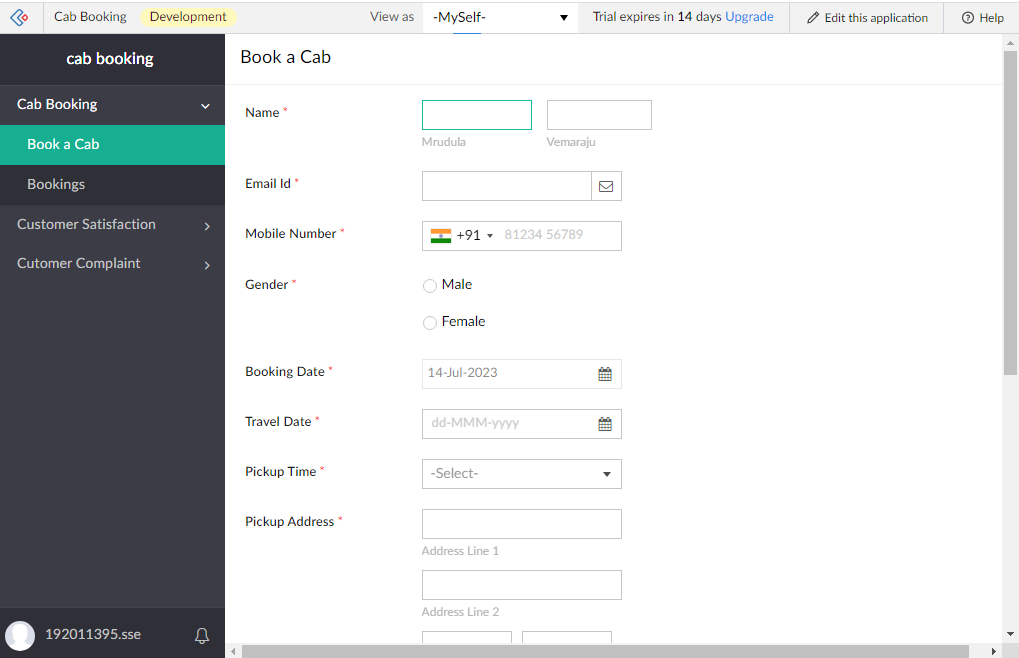 Cab Booking Development View as -MySelf- Trial expires in 14 days Upgrade Edit this application Help
cab booking
Cab Booking
Book a Cab
Bookings
Customer Satisfaction
Cutomer Complaint
192011395.sse
Book a Cab
Name *
Mrudula Vemaraju
Email Id *
Mobile Number * +91 81234 56789
Gender * Male
Female
Booking Date * 14-Jul-2023
Travel Date * dd-MMM-yyyy
Pickup Time * -Select-
Pickup Address *
Address Line 1
Address Line 2